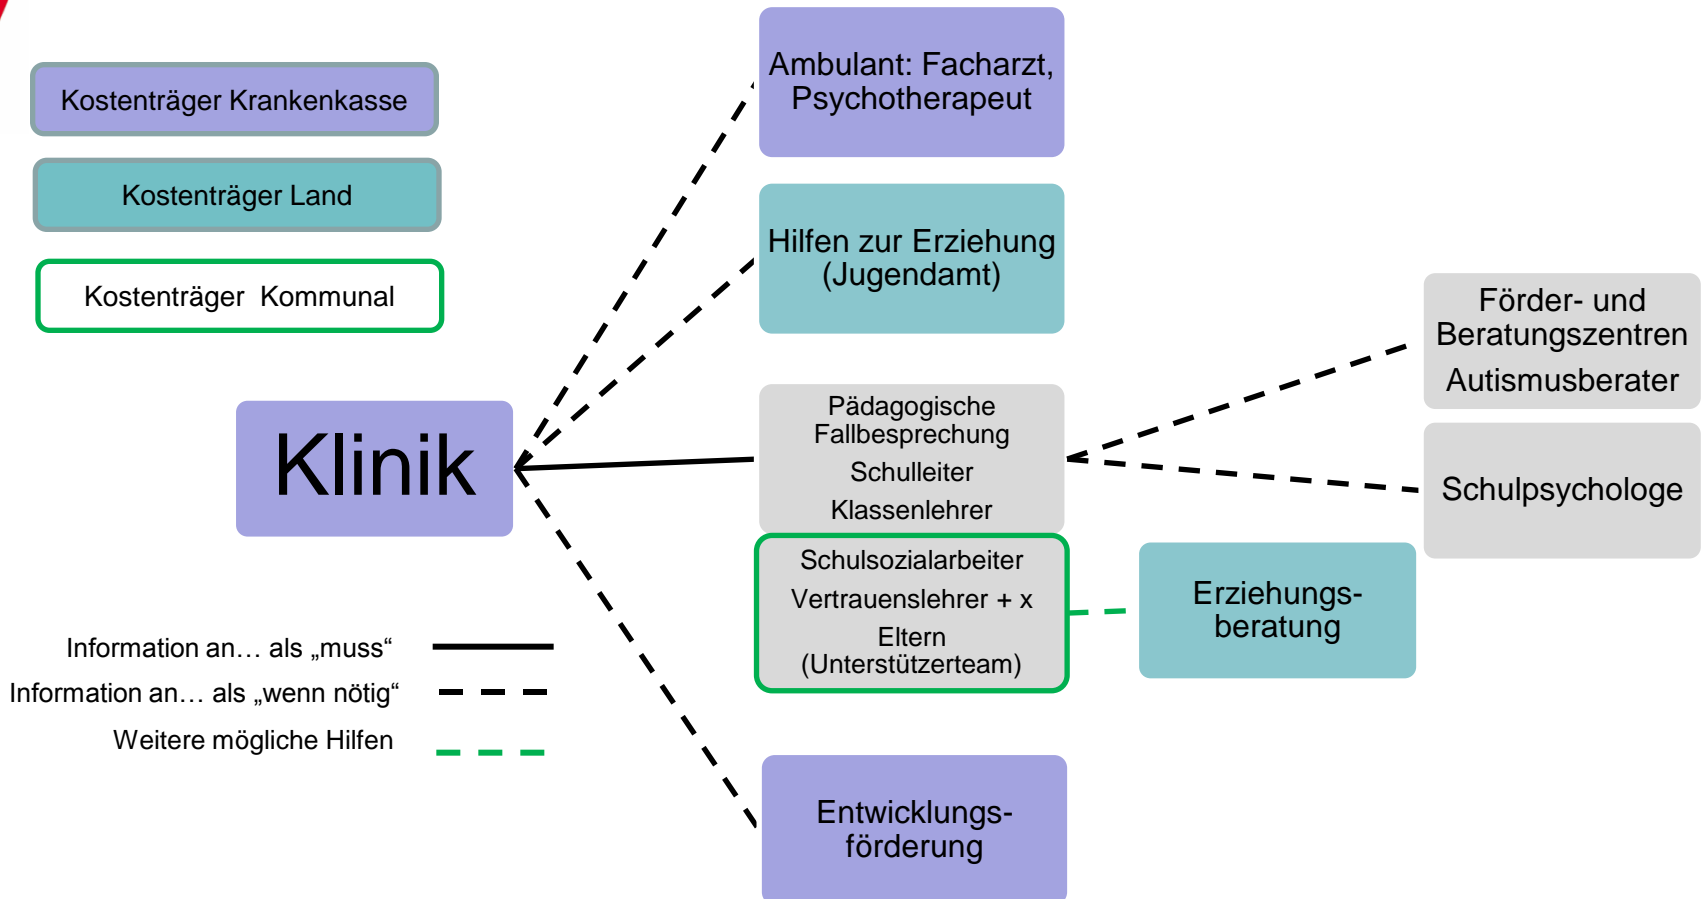 Kostenträger Krankenkasse
Kostenträger Land
Kostenträger Kommunal
Klinik
Information an… als „muss“
Information an… als „wenn nötig“
Weitere mögliche Hilfen
Ambulant: Facharzt,
Psychotherapeut
Hilfen zur Erziehung
(Jugendamt)
Pädagogische
Fallbesprechung
Schulleiter
Klassenlehrer
Schulsozialarbeiter
Vertrauenslehrer + x
Eltern
(Unterstützerteam)
Entwicklungs-
förderung
Förder- und
Beratungszentren
Autismusberater
Schulpsychologe
Erziehungs-
beratung